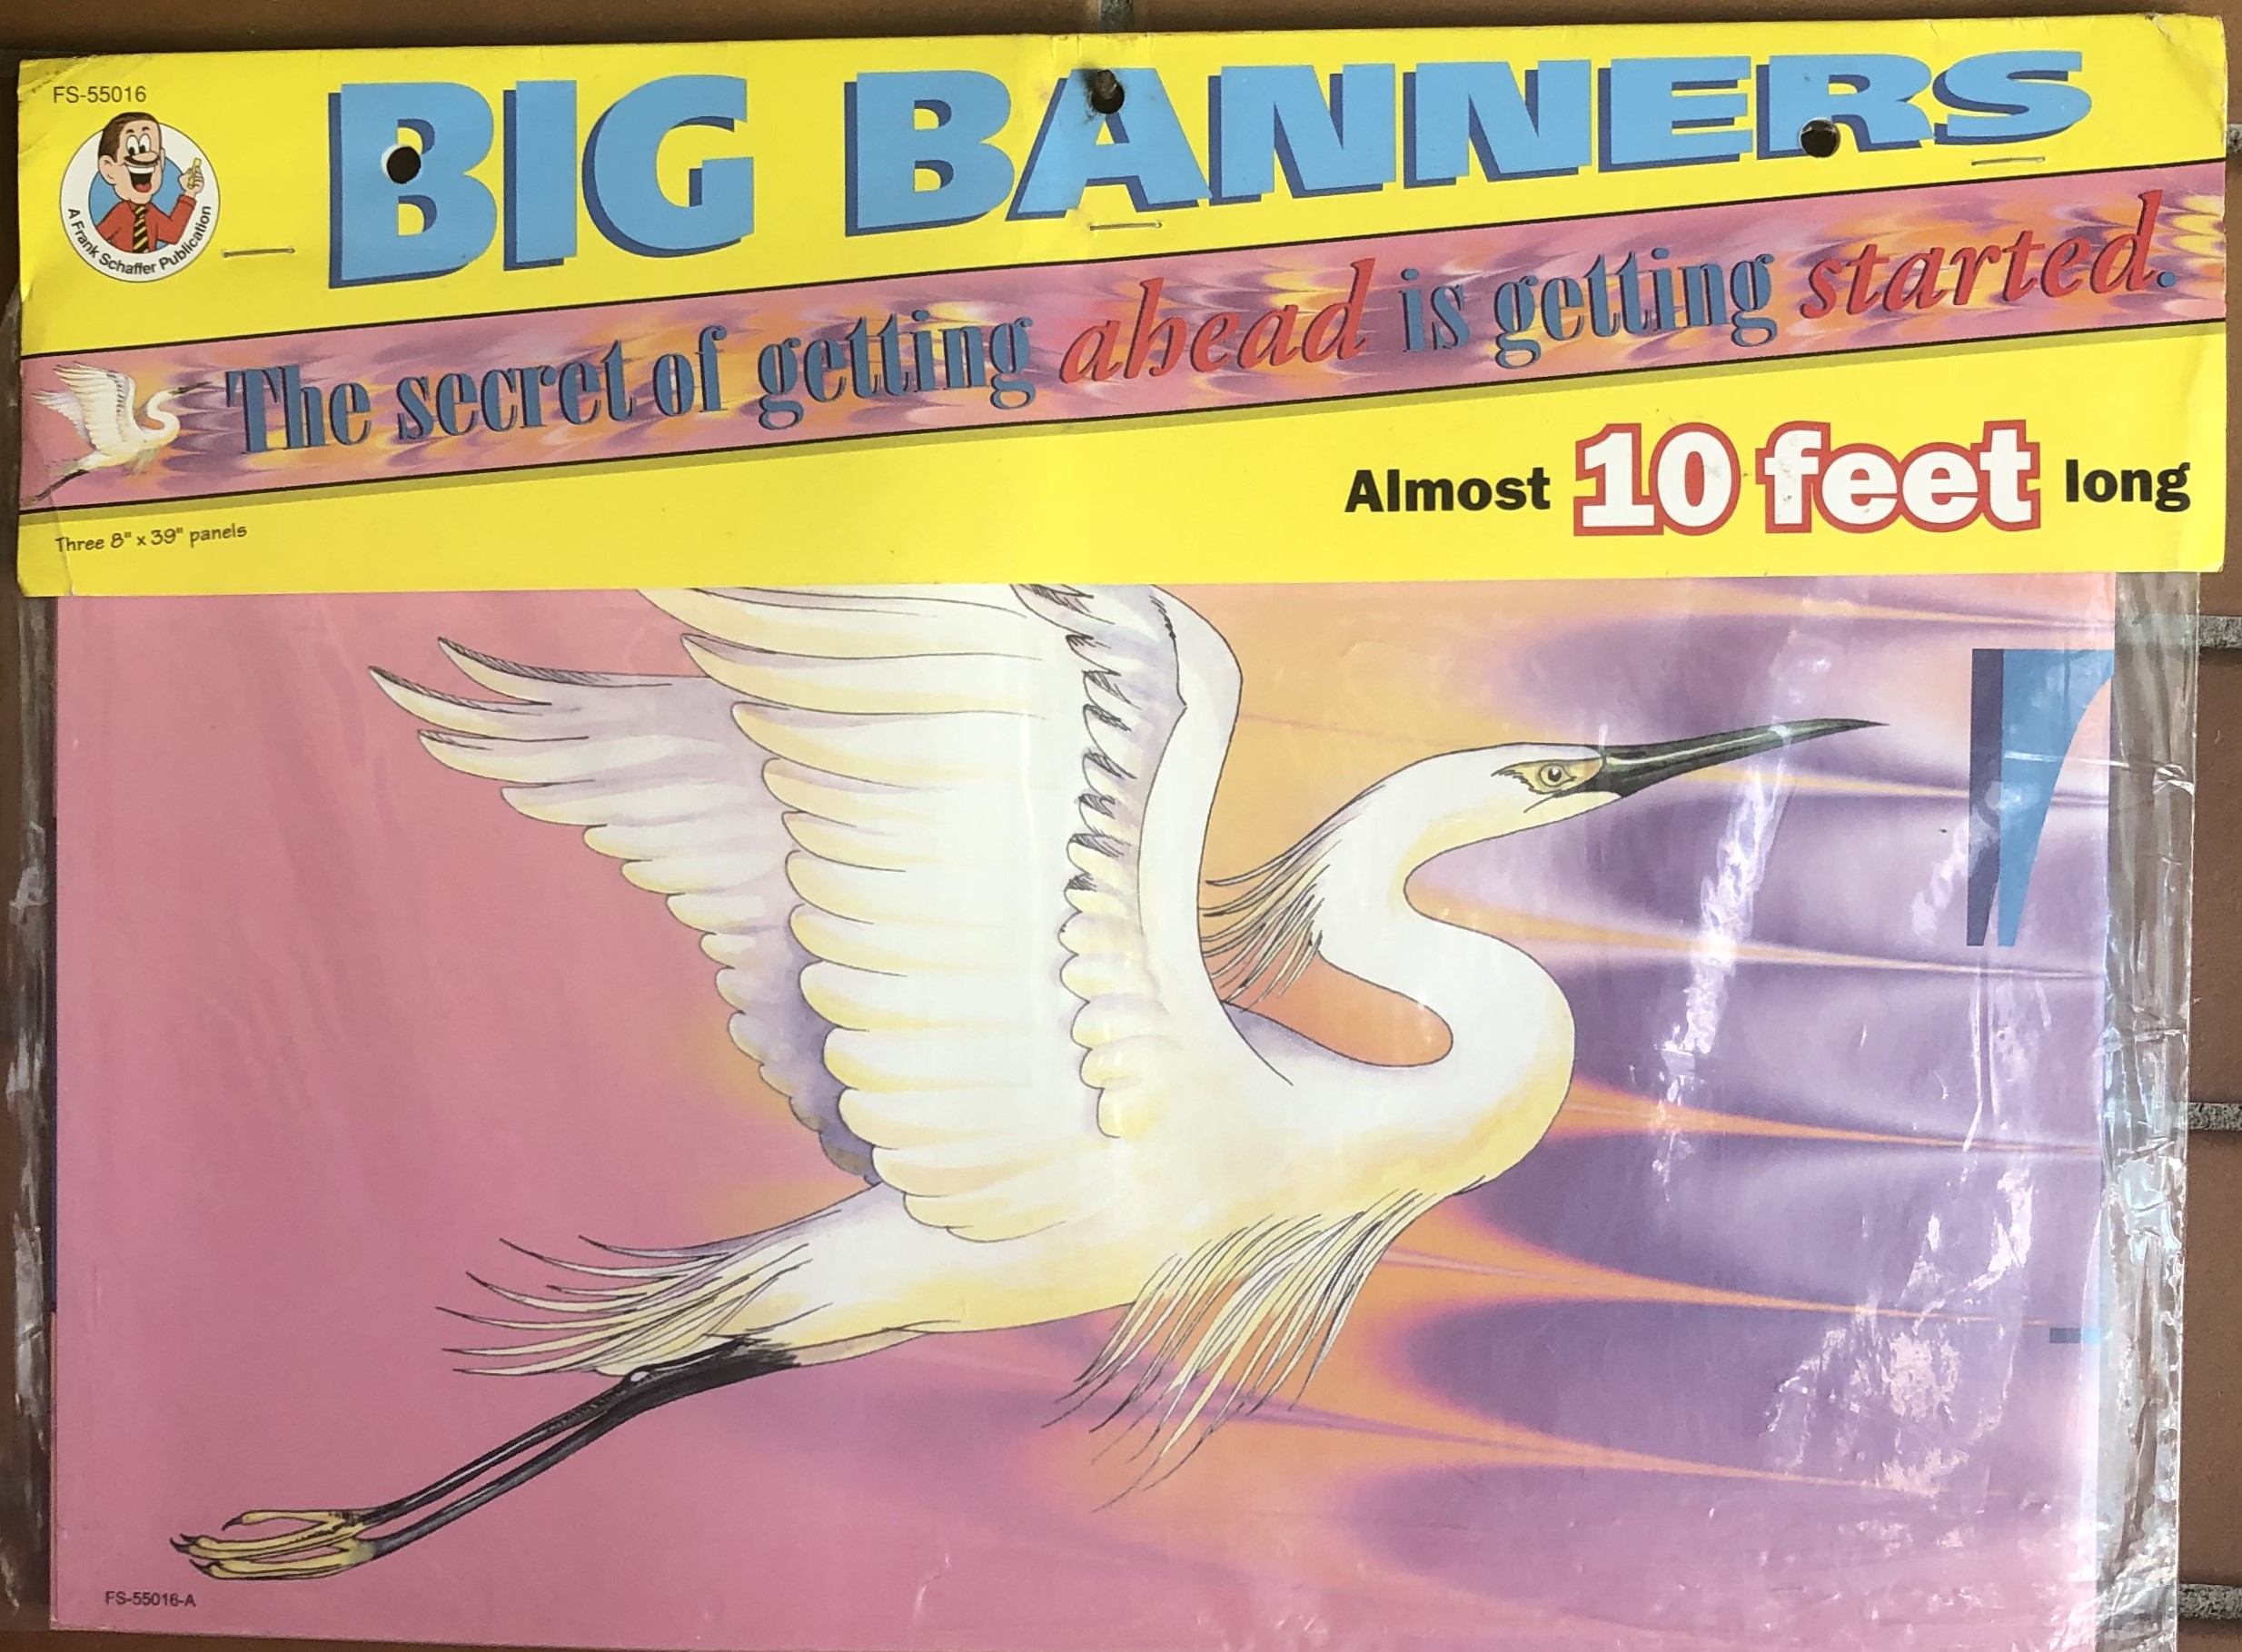 FS-55016
BIG BANNERS
A Frank Schaffer Publication
The secret of getting ahead is getting started.
Almost 10 feet long
Three 8" x 39" panels
FS-55016-A